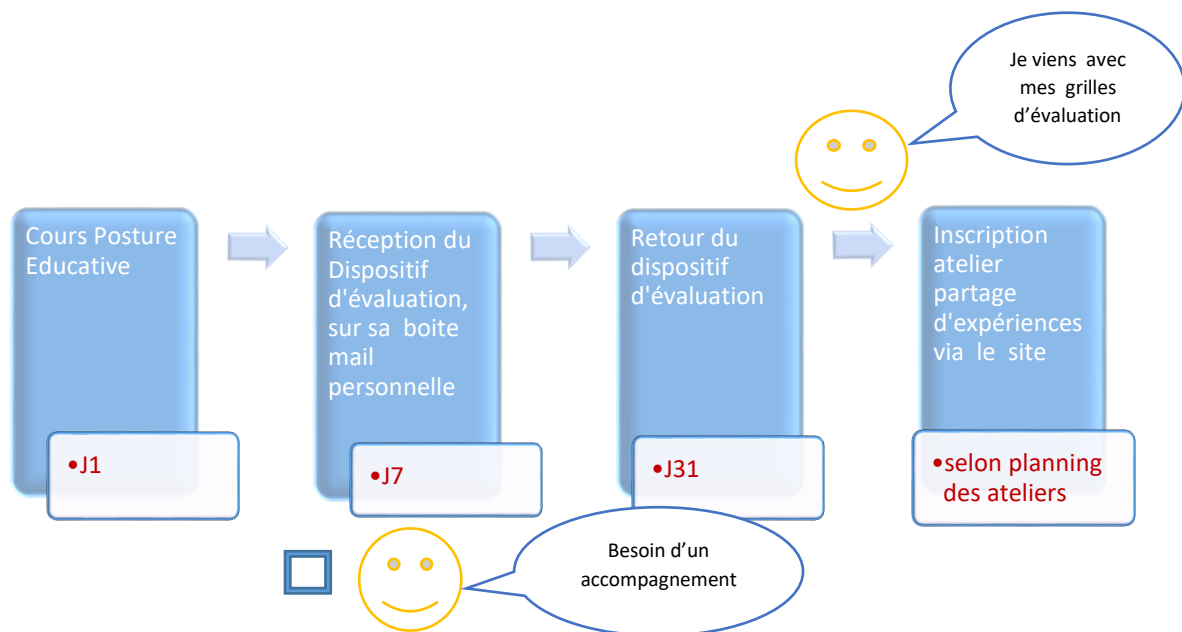 Je viens avec
mes grilles
d'évaluation
Cours Posture
Educative
•J1
Réception du
Dispositif
d'évaluation,
sur sa boite
mail
personnelle
•J7
Retour du
dispositif
d'évaluation
•J31
Inscription
atelier
partage
d'expériences
via le site
•selon planning
des ateliers
Besoin d'un
accompagnement